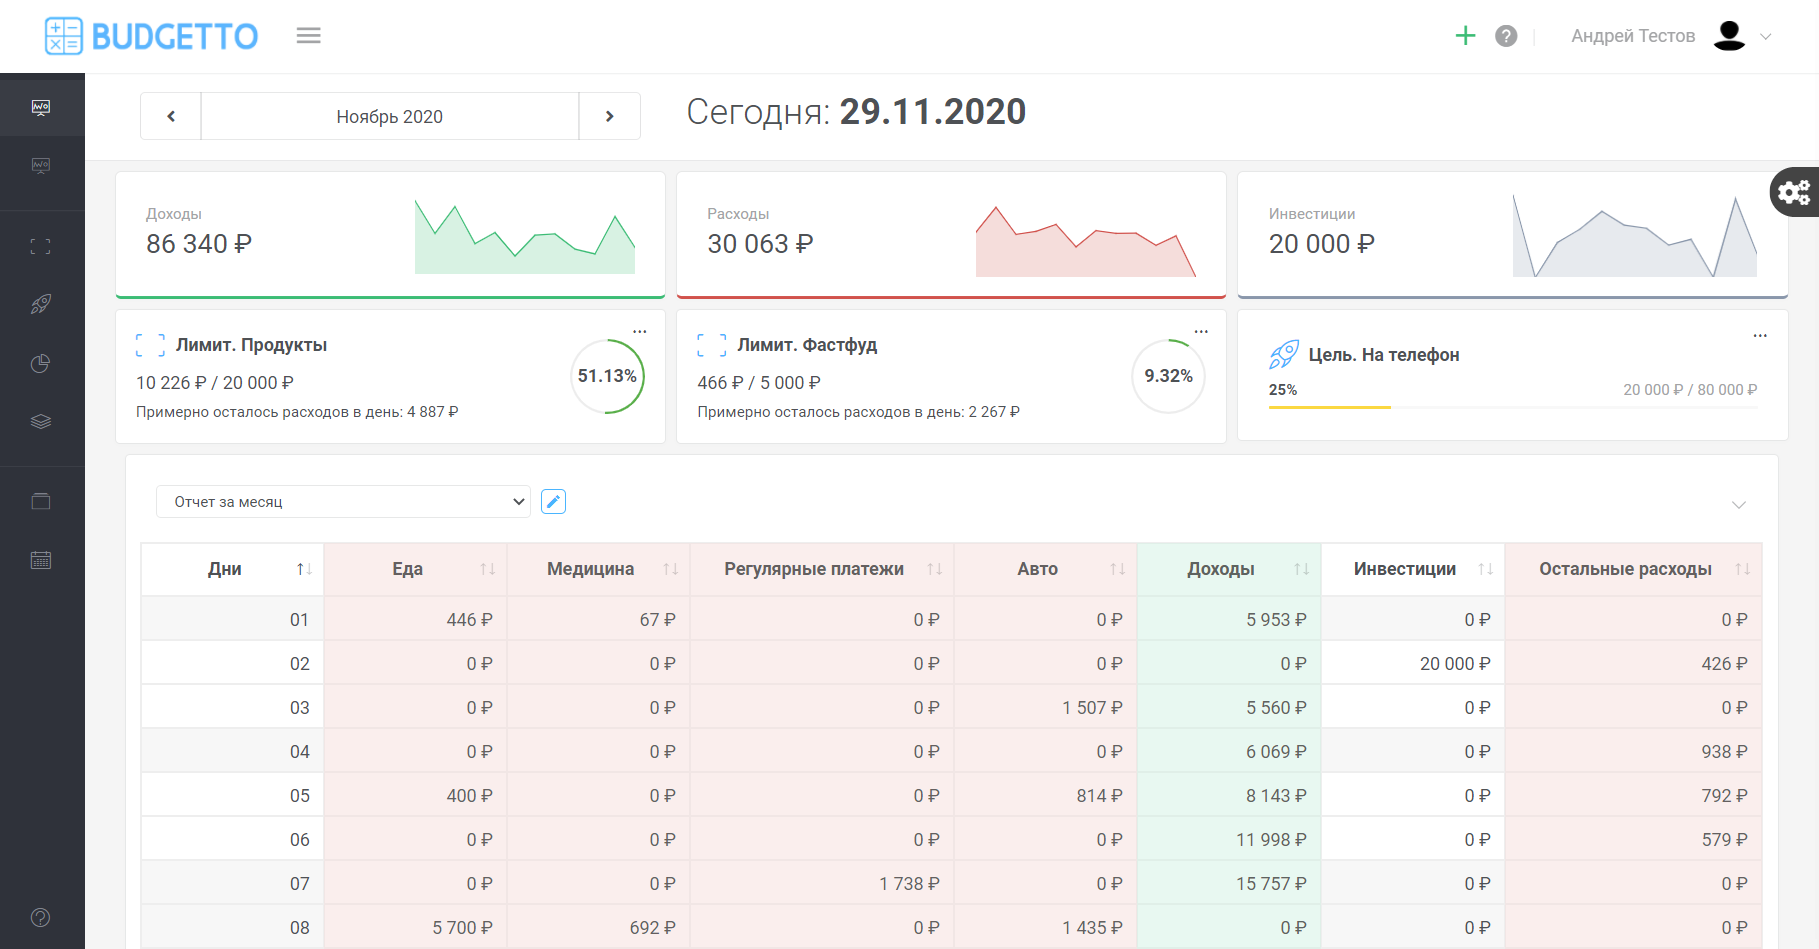 BUDGETTO
Андрей Тестов
Ноябрь 2020
Сегодня: 29.11.2020
Доходы
86 340 ₽
Расходы
30 063 ₽
Инвестиции
20 000 ₽
Лимит. Продукты
10 226 ₽ / 20 000 ₽
Примерно осталось расходов в день: 4 887 ₽
51.13%
Лимит. Фастфуд
466 ₽ / 5 000 ₽
Примерно осталось расходов в день: 2 267 ₽
9.32%
Цель. На телефон
25% 20 000 ₽ / 80 000 ₽
Отчет за месяц
Дни Еда Медицина Регулярные платежи Авто Доходы Инвестиции Остальные расходы
01 446 ₽ 67 ₽ 0 ₽ 0 ₽ 5 953 ₽ 0 ₽ 0 ₽
02 0 ₽ 0 ₽ 0 ₽ 0 ₽ 0 ₽ 20 000 ₽ 426 ₽
03 0 ₽ 0 ₽ 0 ₽ 1 507 ₽ 5 560 ₽ 0 ₽ 0 ₽
04 0 ₽ 0 ₽ 0 ₽ 0 ₽ 6 069 ₽ 0 ₽ 938 ₽
05 400 ₽ 0 ₽ 0 ₽ 814 ₽ 8 143 ₽ 0 ₽ 792 ₽
06 0 ₽ 0 ₽ 0 ₽ 0 ₽ 11 998 ₽ 0 ₽ 579 ₽
07 0 ₽ 0 ₽ 1 738 ₽ 0 ₽ 15 757 ₽ 0 ₽ 0 ₽
08 5 700 ₽ 692 ₽ 0 ₽ 1 435 ₽ 0 ₽ 0 ₽ 0 ₽